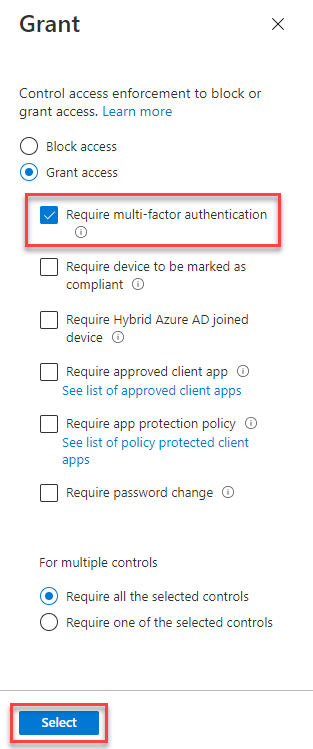 Grant
Control access enforcement to block or
grant access. Learn more
Block access
Grant access
Require multi-factor authentication
Require device to be marked as
compliant
Require Hybrid Azure AD joined
device
Require approved client app
See list of approved client apps
Require app protection policy
See list of policy protected client
apps
Require password change
For multiple controls
Require all the selected controls
Require one of the selected controls
Select